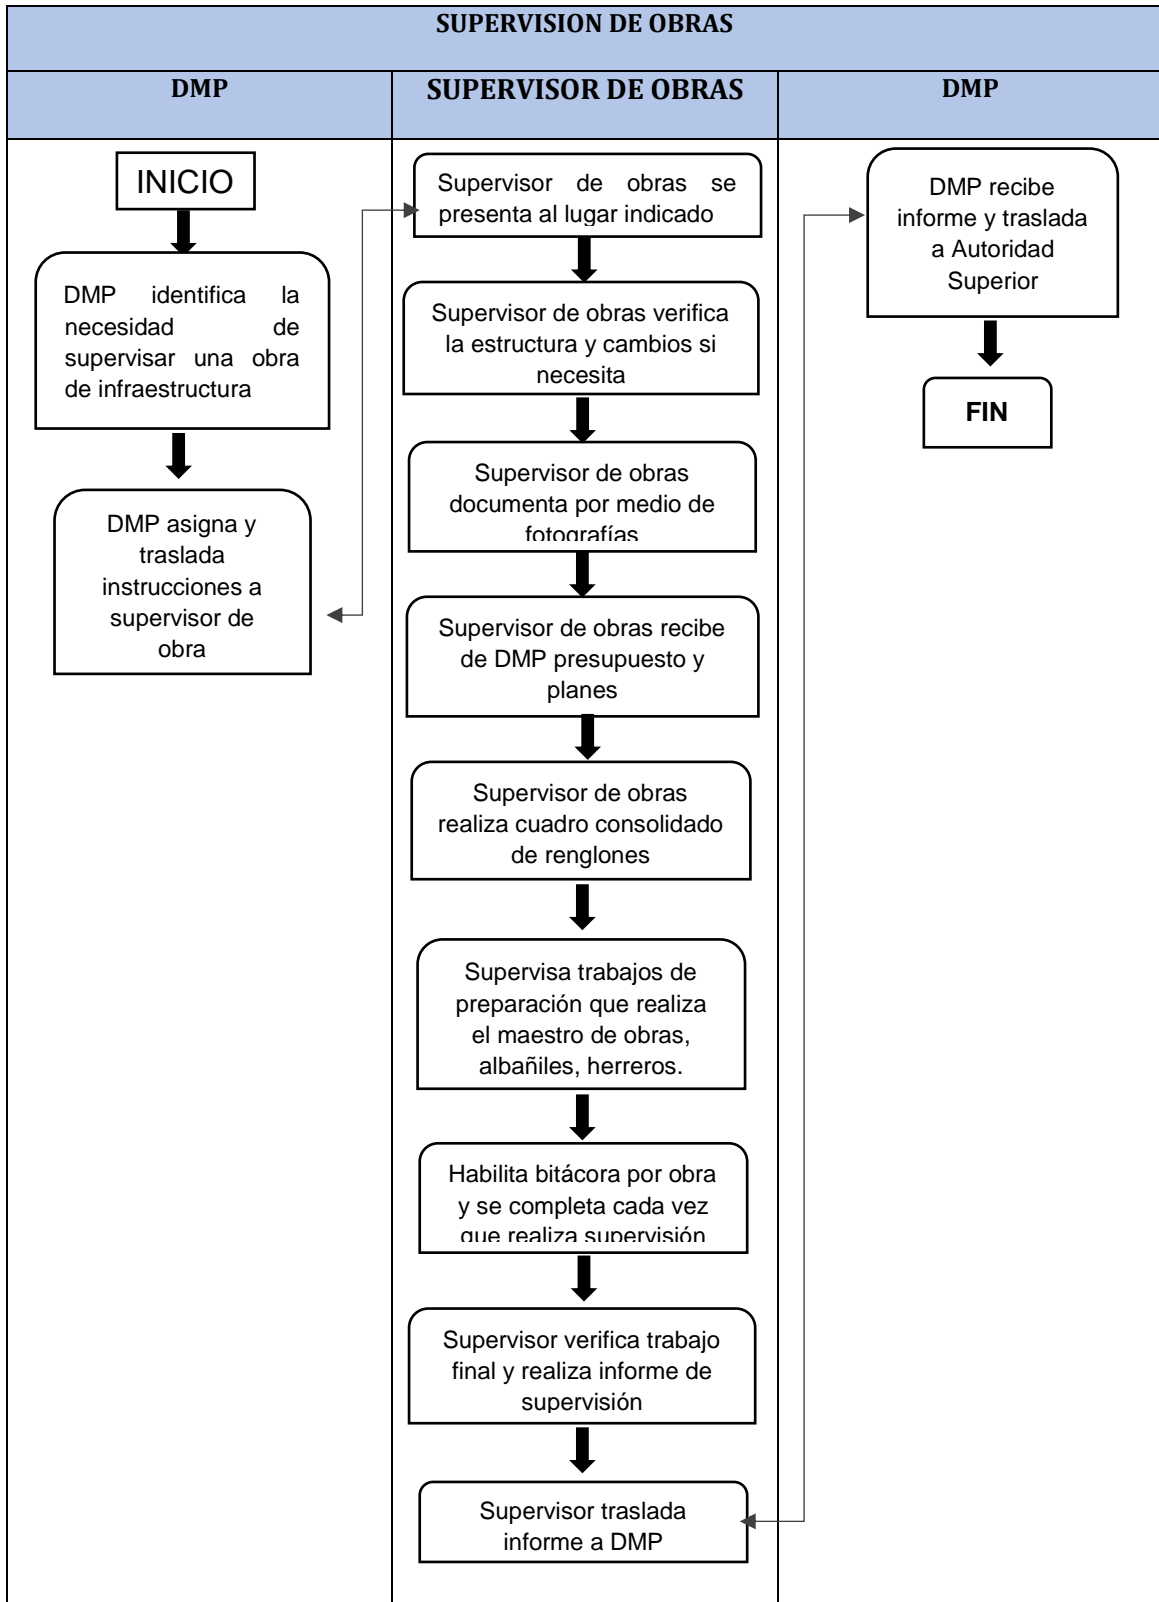 SUPERVISION DE OBRAS
DMP
SUPERVISOR DE OBRAS
DMP
INICIO
DMP identifica la
necesidad de
supervisar una obra
de infraestructura
DMP asigna y
traslada
instrucciones a
supervisor de
obra
Supervisor de obras se
presenta al lugar indicado
Supervisor de obras verifica
la estructura y cambios si
necesita
Supervisor de obras
documenta por medio de
fotografías
Supervisor de obras recibe
de DMP presupuesto y
planes
Supervisor de obras
realiza cuadro consolidado
de renglones
Supervisa trabajos de
preparación que realiza
el maestro de obras,
albañiles, herreros.
Habilita bitácora por obra
y se completa cada vez
que realiza supervisión
Supervisor verifica trabajo
final y realiza informe de
supervisión
Supervisor traslada
informe a DMP
DMP recibe
informe y traslada
a Autoridad
Superior
FIN